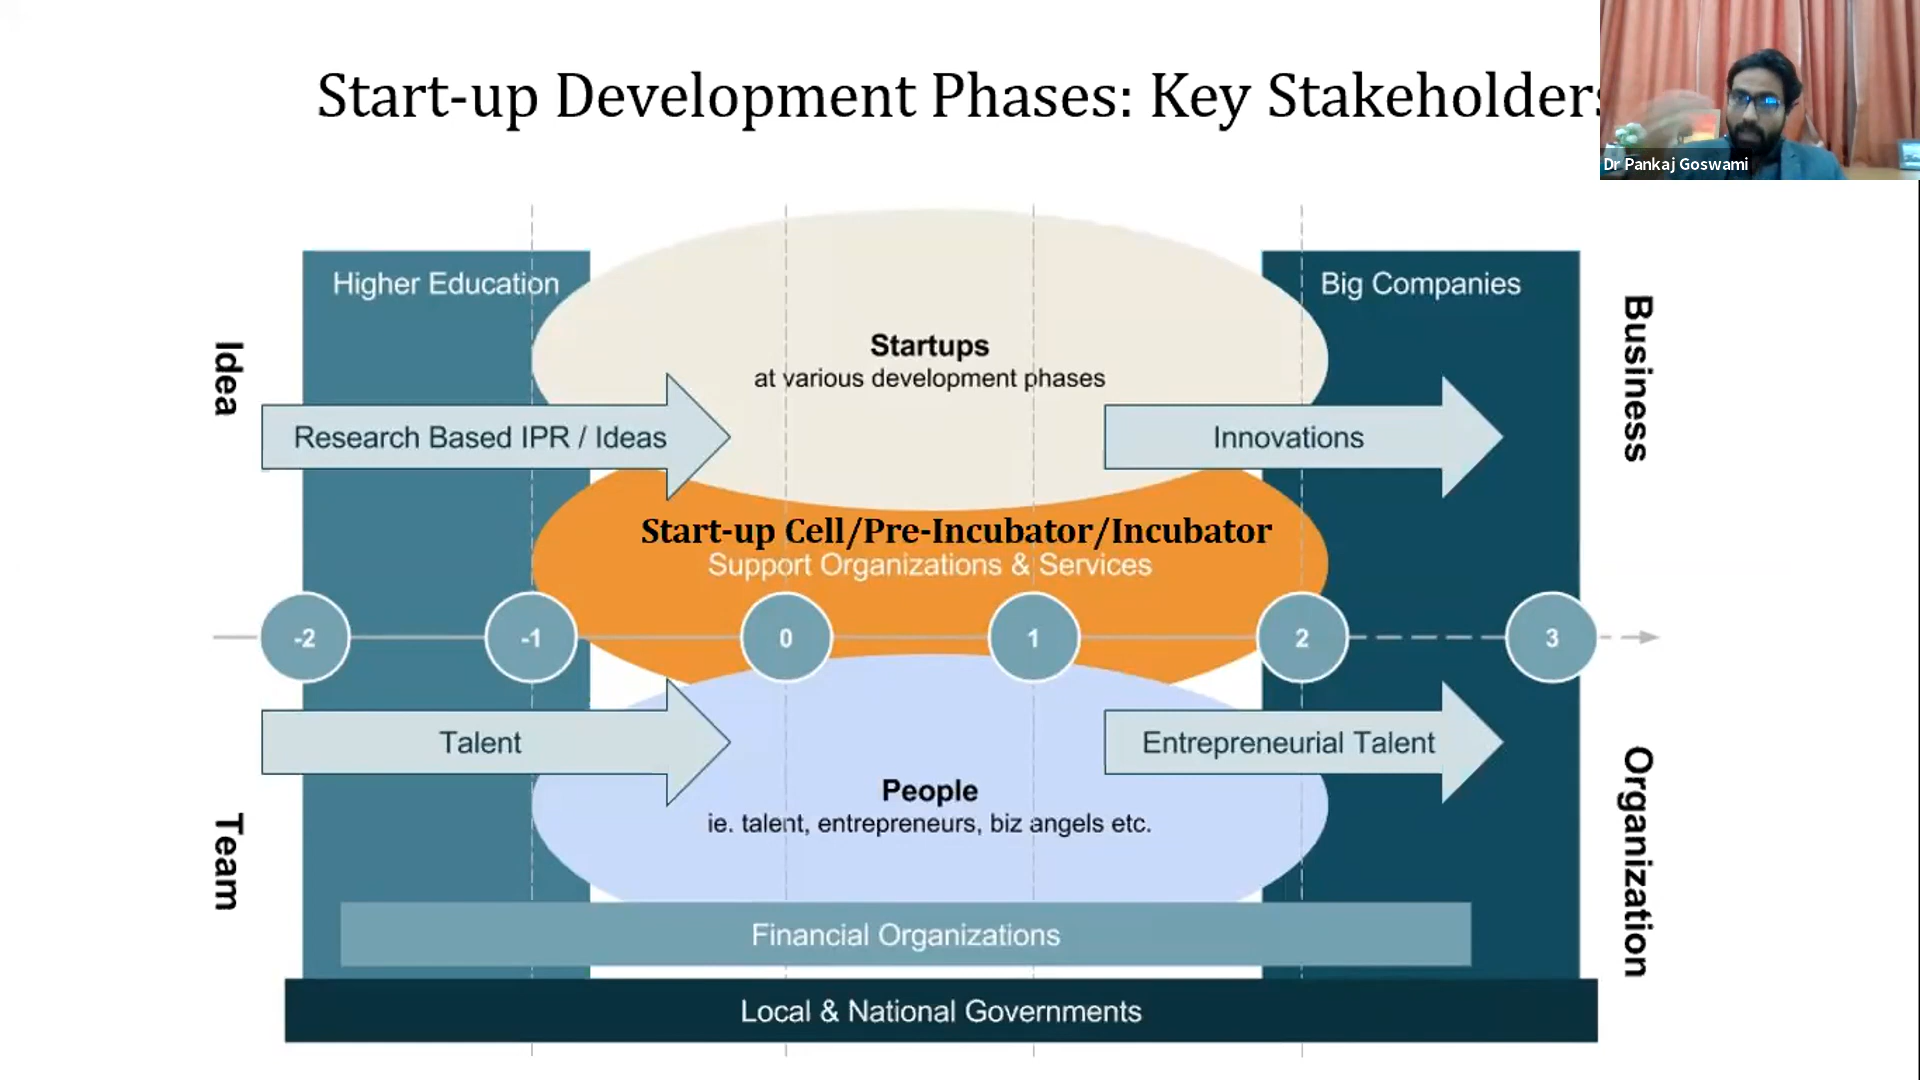 Start-up Development Phases: Key Stakeholders
Dr Pankaj Goswami
Higher Education
Big Companies
Idea
Business
Startups
at various development phases
Research Based IPR / Ideas
Innovations
Start-up Cell/Pre-Incubator/Incubator
Support Organizations & Services
-2
-1
0
1
2
3
Talent
Entrepreneurial Talent
Team
Organization
People
ie. talent, entrepreneurs, biz angels etc.
Financial Organizations
Local & National Governments